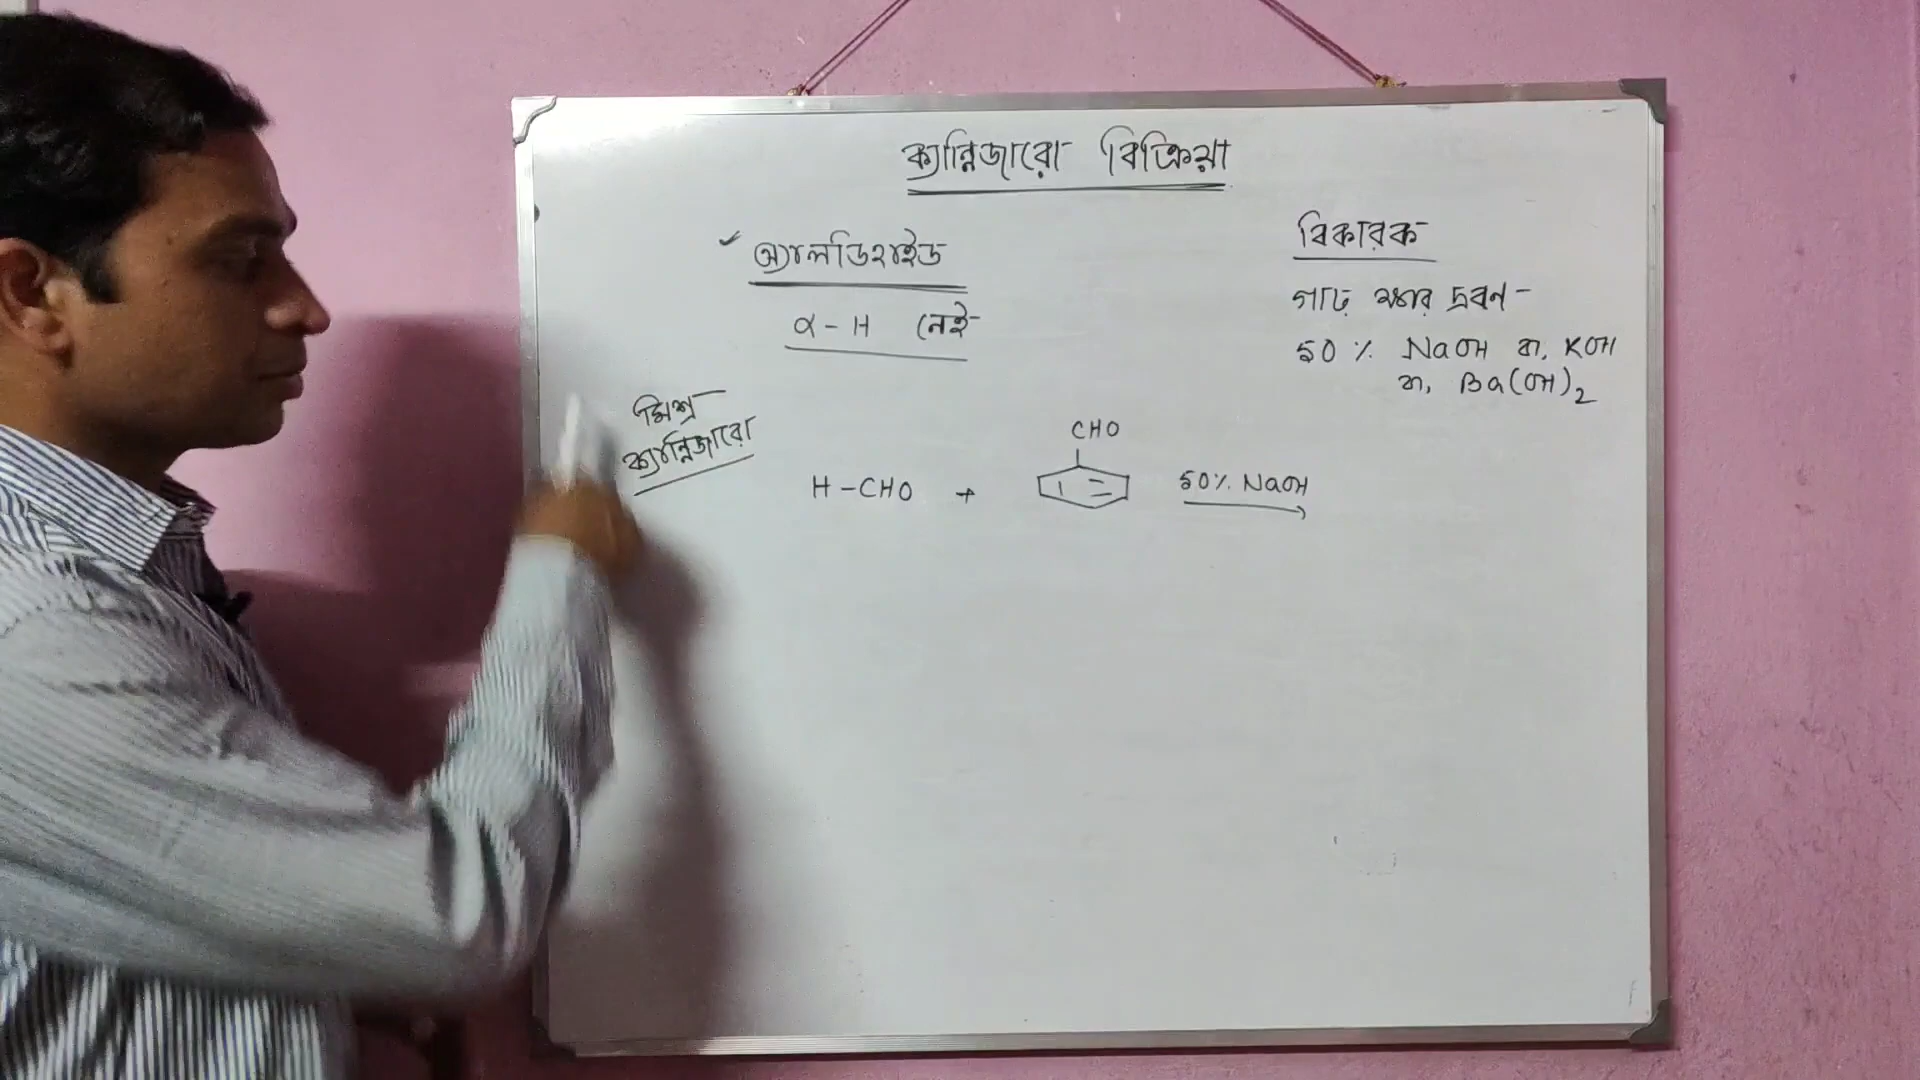 ক্যান্নিজারো বিক্রিয়া
অ্যালডিহাইড
α - H নেই
বিকারক
গাঢ় ক্ষার দ্রবণ -
50 % NaOH বা, KOH
বা, Ba(OH)₂
মিশ্র
ক্যান্নিজারো
CHO
H - CHO + 50% NaOH